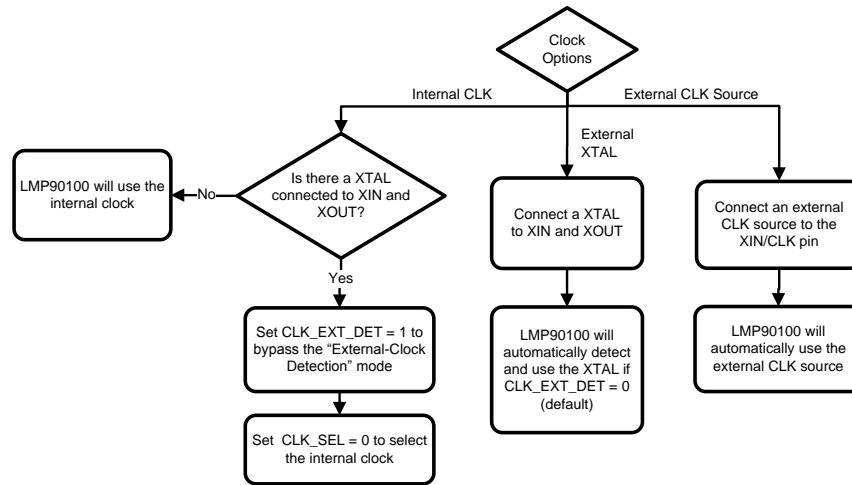 Clock
Options
Internal CLK
External CLK Source
External
XTAL
Is there a XTAL
connected to XIN and
XOUT?
No
LMP90100 will use the
internal clock
Yes
Set CLK_EXT_DET = 1 to
bypass the “External-Clock
Detection” mode
Set CLK_SEL = 0 to select
the internal clock
Connect a XTAL
to XIN and XOUT
LMP90100 will
automatically detect
and use the XTAL if
CLK_EXT_DET = 0
(default)
Connect an external
CLK source to the
XIN/CLK pin
LMP90100 will
automatically use the
external CLK source